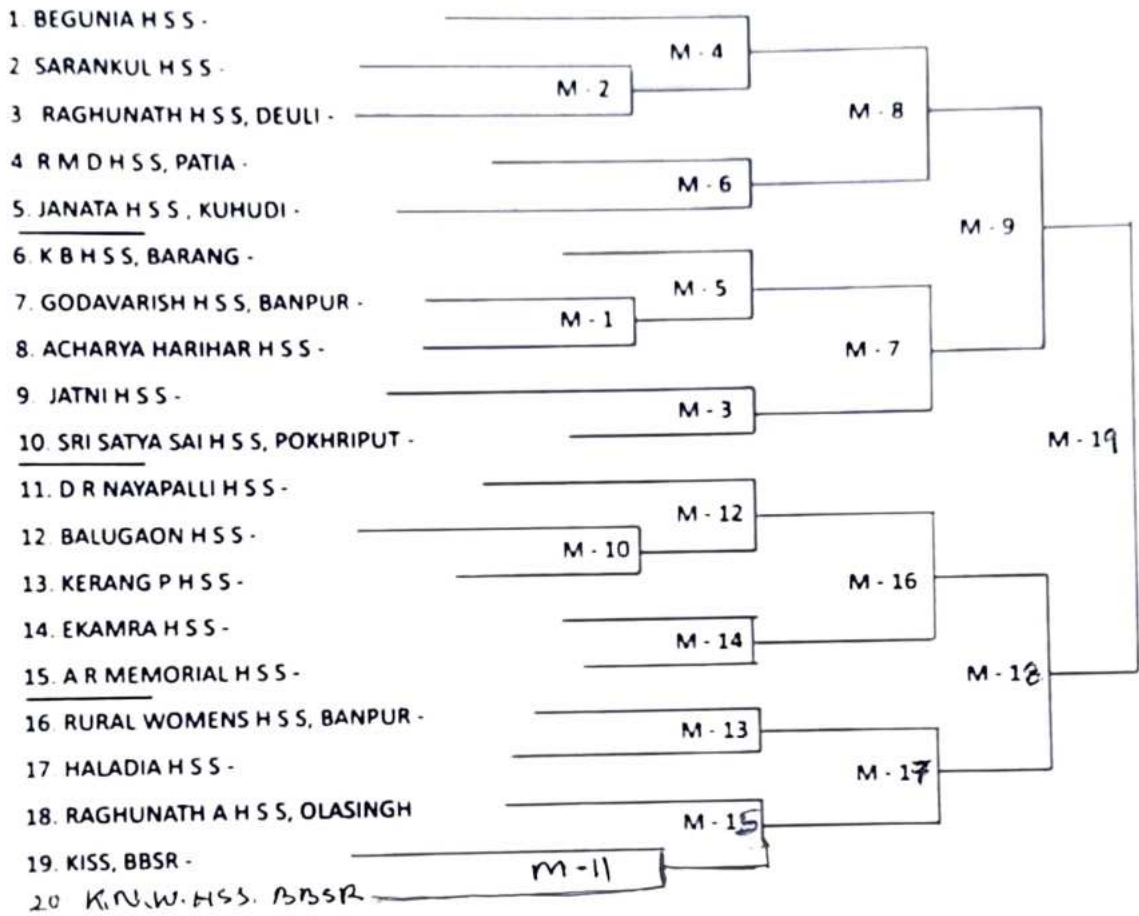 1. BEGUNIA H S S -
2 SARANKUL H S S -
3 RAGHUNATH H S S, DEULI -
4 R M D H S S, PATIA -
5. JANATA H S S , KUHUDI -
6. K B H S S, BARANG -
7. GODAVARISH H S S, BANPUR -
8. ACHARYA HARIHAR H S S -
9. JATNI H S S -
10. SRI SATYA SAI H S S, POKHRIPUT -
11. D R NAYAPALLI H S S -
12. BALUGAON H S S -
13. KERANG P H S S -
14. EKAMRA H S S -
15. A R MEMORIAL H S S -
16 RURAL WOMENS H S S, BANPUR -
17 HALADIA H S S -
18. RAGHUNATH A H S S, OLASINGH
19. KISS, BBSR -
20 K.N.W. HSS. BBSR
M - 4
M - 2
M - 8
M - 6
M - 9
M - 5
M - 1
M - 7
M - 3
M - 19
M - 12
M - 10
M - 16
M - 14
M - 18
M - 13
M - 17
M - 15
M - 11